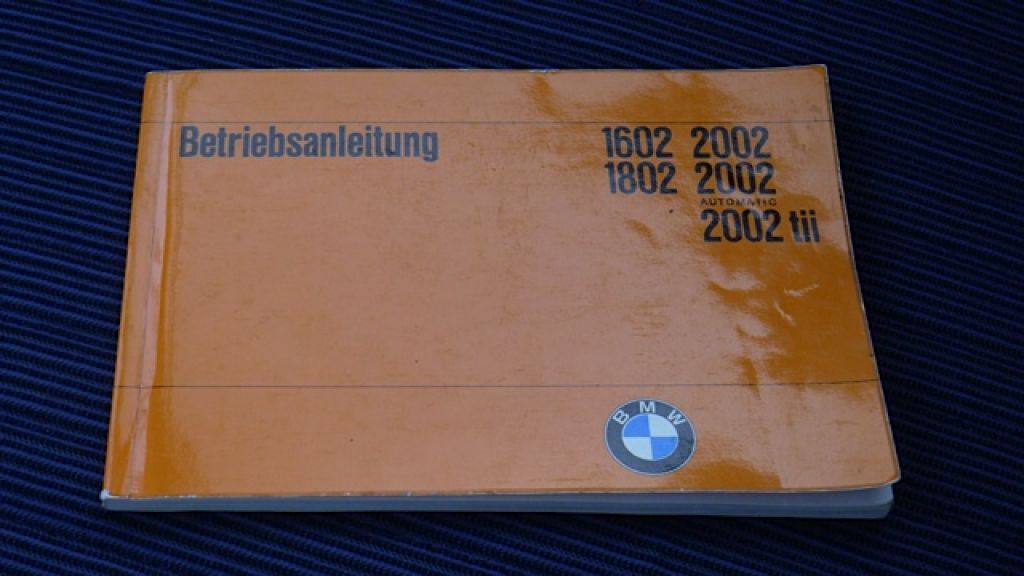 Betriebsanleitung
1602 2002
1802 2002
AUTOMATIC
2002 tii
BMW